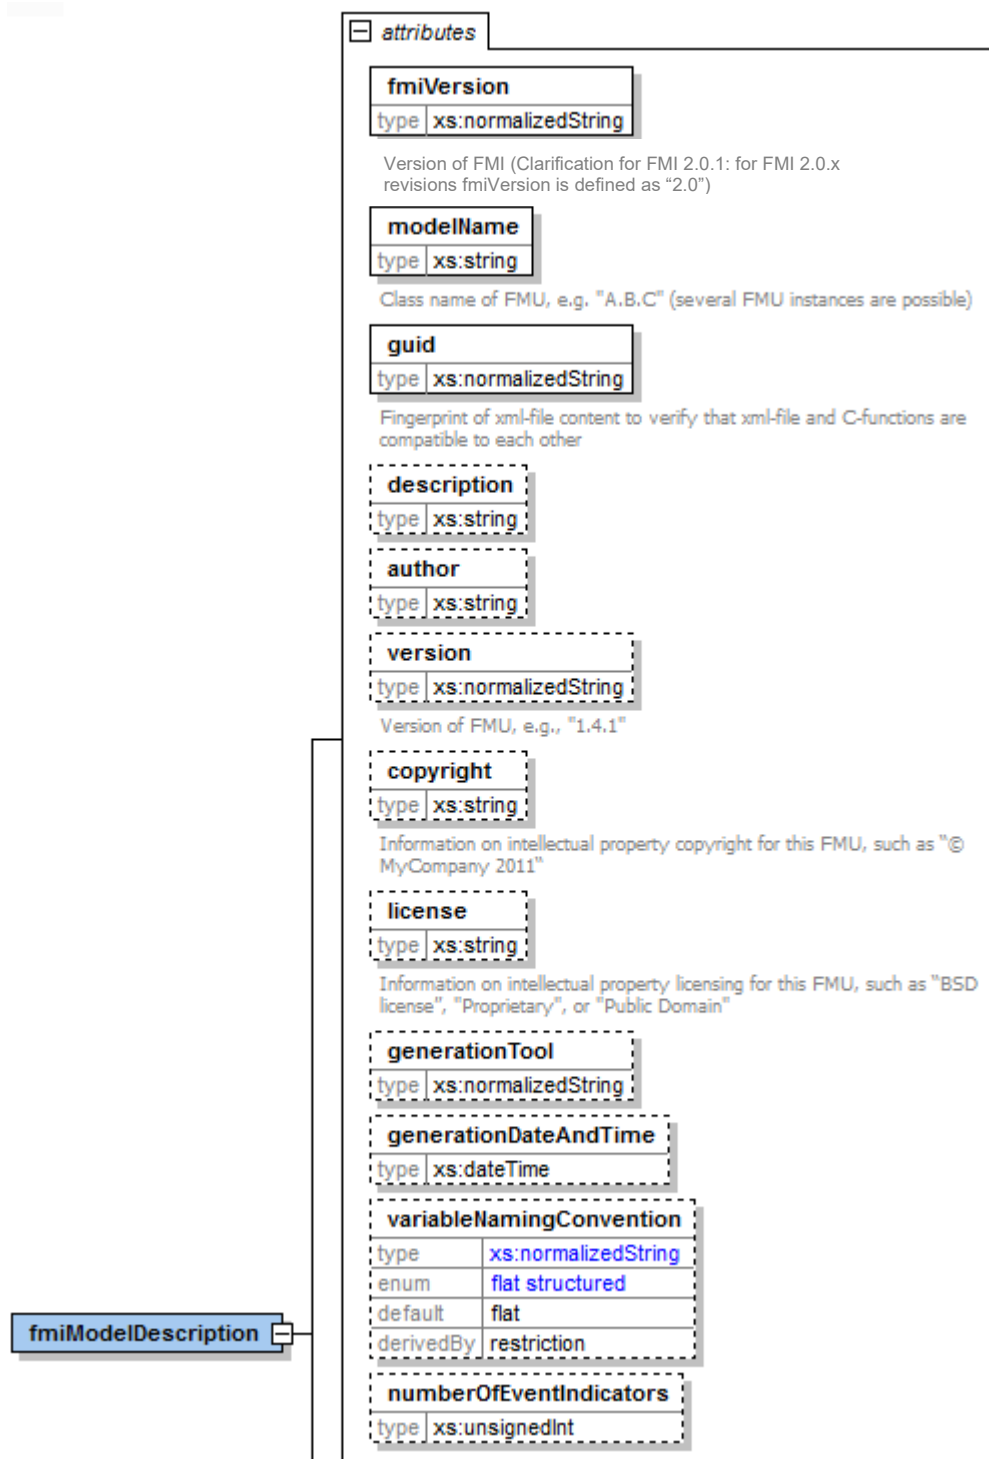 attributes
fmiVersion
type xs:normalizedString
Version of FMI (Clarification for FMI 2.0.1: for FMI 2.0.x
revisions fmiVersion is defined as “2.0”)
modelName
type xs:string
Class name of FMU, e.g. "A.B.C" (several FMU instances are possible)
guid
type xs:normalizedString
Fingerprint of xml-file content to verify that xml-file and C-functions are
compatible to each other
description
type xs:string
author
type xs:string
version
type xs:normalizedString
Version of FMU, e.g., "1.4.1"
copyright
type xs:string
Information on intellectual property copyright for this FMU, such as “©
MyCompany 2011“
license
type xs:string
Information on intellectual property licensing for this FMU, such as “BSD
license”, "Proprietary", or "Public Domain"
generationTool
type xs:normalizedString
generationDateAndTime
type xs:dateTime
variableNamingConvention
type xs:normalizedString
enum flat structured
default flat
derivedBy restriction
fmiModelDescription
numberOfEventIndicators
type xs:unsignedInt